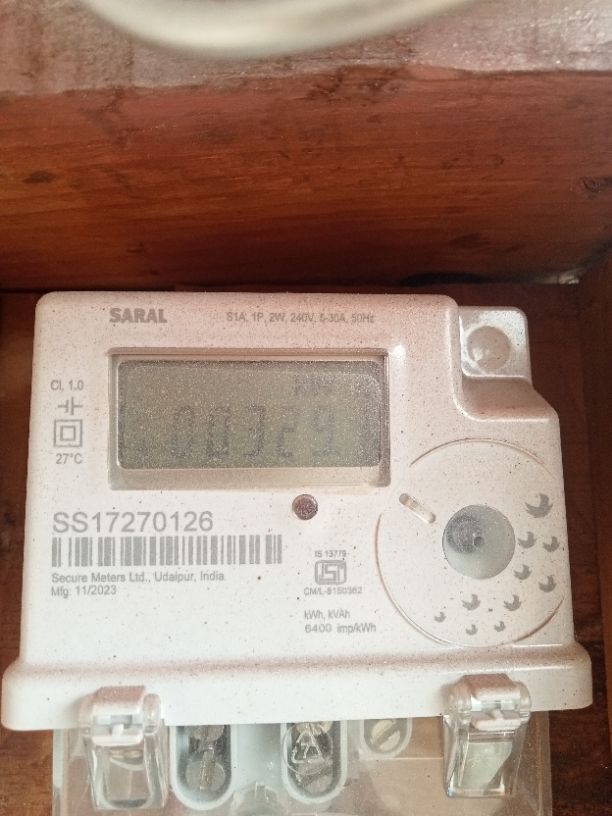 SARAL
S1A, 1P, 2W, 240V, 5-30A, 50Hz
Cl. 1.0
27°C
SS17270126
Secure Meters Ltd., Udaipur, India.
Mfg: 11/2023
IS 13779
CM/L-8150362
kWh, kVAh
6400 imp/kWh